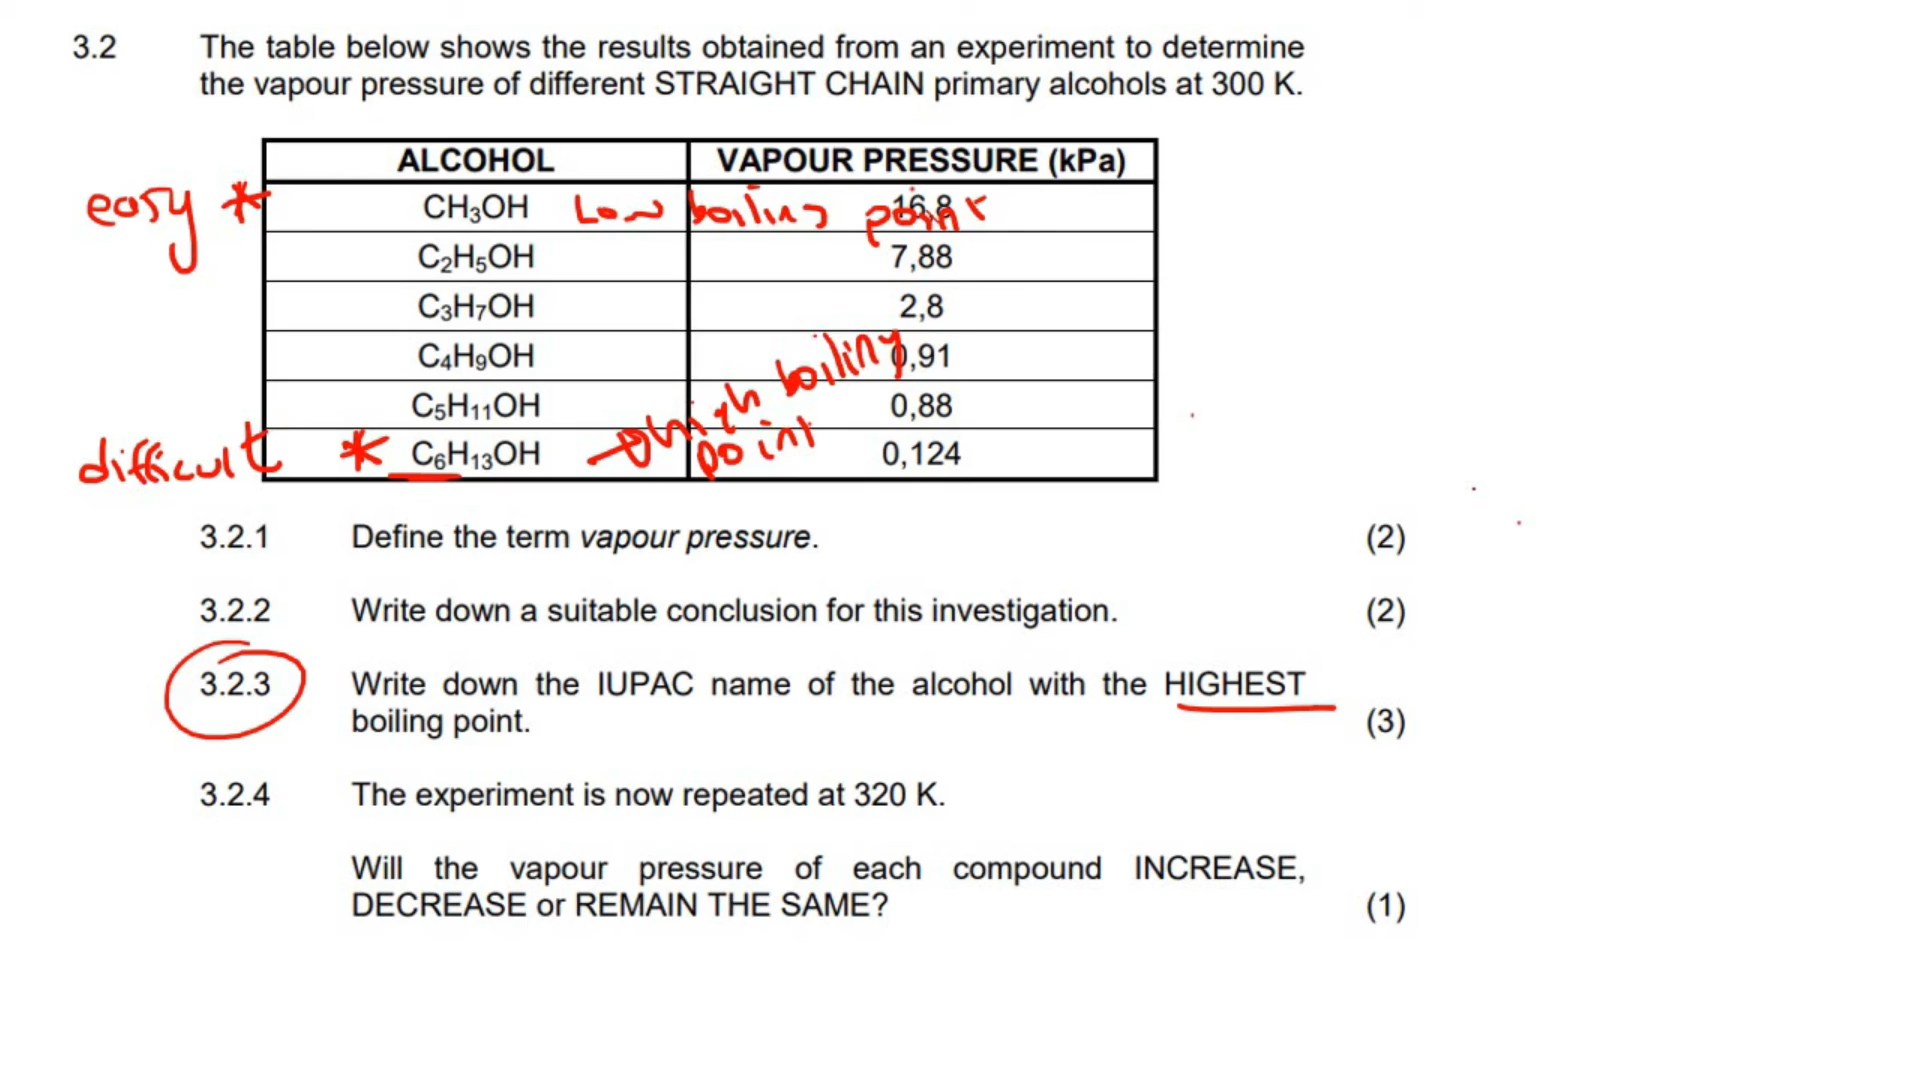 3.2 The table below shows the results obtained from an experiment to determine
the vapour pressure of different STRAIGHT CHAIN primary alcohols at 300 K.
ALCOHOL VAPOUR PRESSURE (kPa)
easy * CH₃OH Low boiling point 16,8
C₂H₅OH 7,88
C₃H₇OH 2,8
C₄H₉OH 0,91
C₅H₁₁OH 0,88
difficult * C₆H₁₃OH high boiling point 0,124
3.2.1 Define the term vapour pressure. (2)
3.2.2 Write down a suitable conclusion for this investigation. (2)
3.2.3 Write down the IUPAC name of the alcohol with the HIGHEST
boiling point. (3)
3.2.4 The experiment is now repeated at 320 K.
Will the vapour pressure of each compound INCREASE,
DECREASE or REMAIN THE SAME? (1)